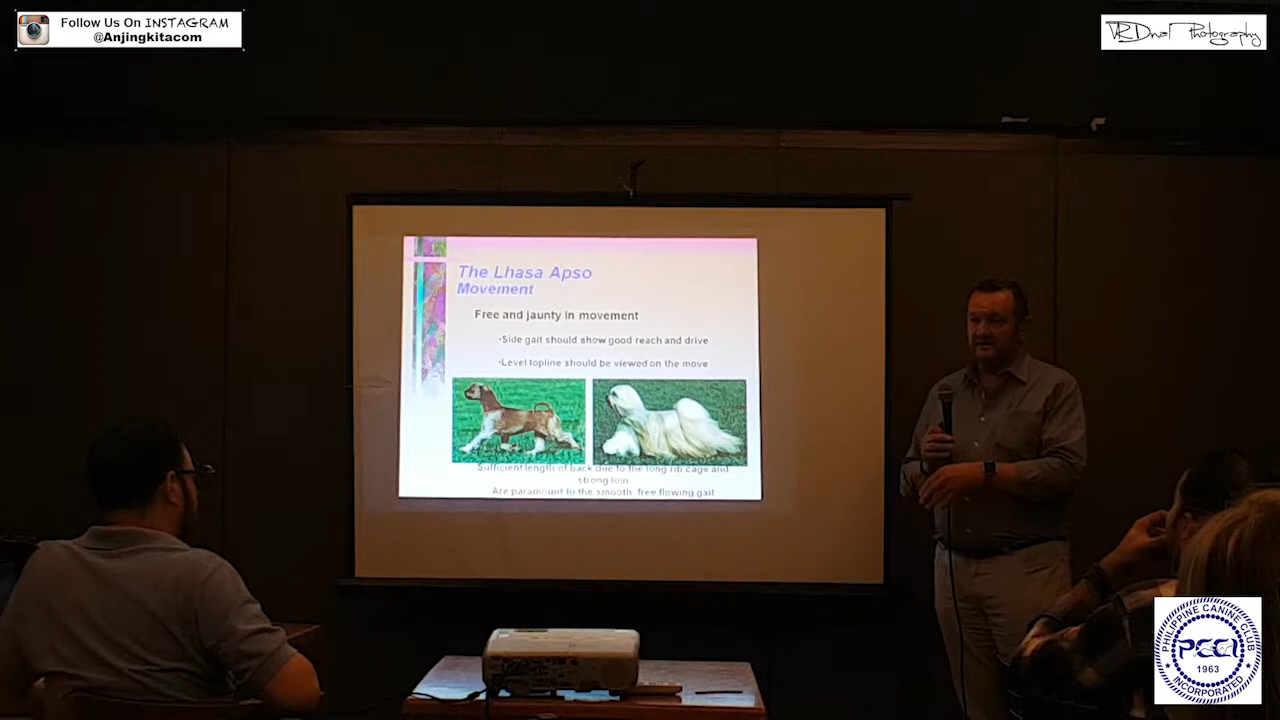 Follow Us On INSTAGRAM
@Anjingkitacom
VRDnal Photography
The Lhasa Apso
Movement
Free and jaunty in movement
•Side gait should show good reach and drive
•Level topline should be viewed on the move
Sufficient length of back due to the long rib cage and
strong loin
Are paramount to the smooth, free flowing gait
PHILIPPINE CANINE CLUB
PCCI
1963
INCORPORATED